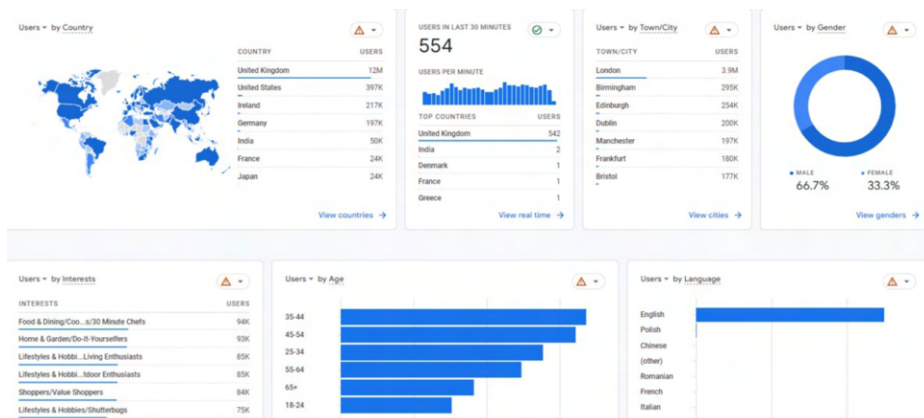 Users by Country
COUNTRY USERS
United Kingdom 12M
United States 397K
Ireland 217K
Germany 197K
India 50K
France 24K
Japan 24K
View countries →
USERS IN LAST 30 MINUTES
554
USERS PER MINUTE
TOP COUNTRIES USERS
United Kingdom 542
India 2
Denmark 1
France 1
Greece 1
View real time →
Users by Town/City
TOWN/CITY USERS
London 3.9M
Birmingham 295K
Edinburgh 254K
Dublin 200K
Manchester 197K
Frankfurt 180K
Bristol 177K
View cities →
Users by Gender
MALE FEMALE
66.7% 33.3%
View genders →
Users by Interests
INTERESTS USERS
Food & Dining/Coo...s/30 Minute Chefs 94K
Home & Garden/Do-It-Yourselfers 93K
Lifestyles & Hobbi...Living Enthusiasts 85K
Lifestyles & Hobbi...tdoor Enthusiasts 85K
Shoppers/Value Shoppers 84K
Lifestyles & Hobbies/Shutterbugs 75K
Users by Age
35-44
45-54
25-34
55-64
65+
18-24
Users by Language
English
Polish
Chinese
(other)
Romanian
French
Italian